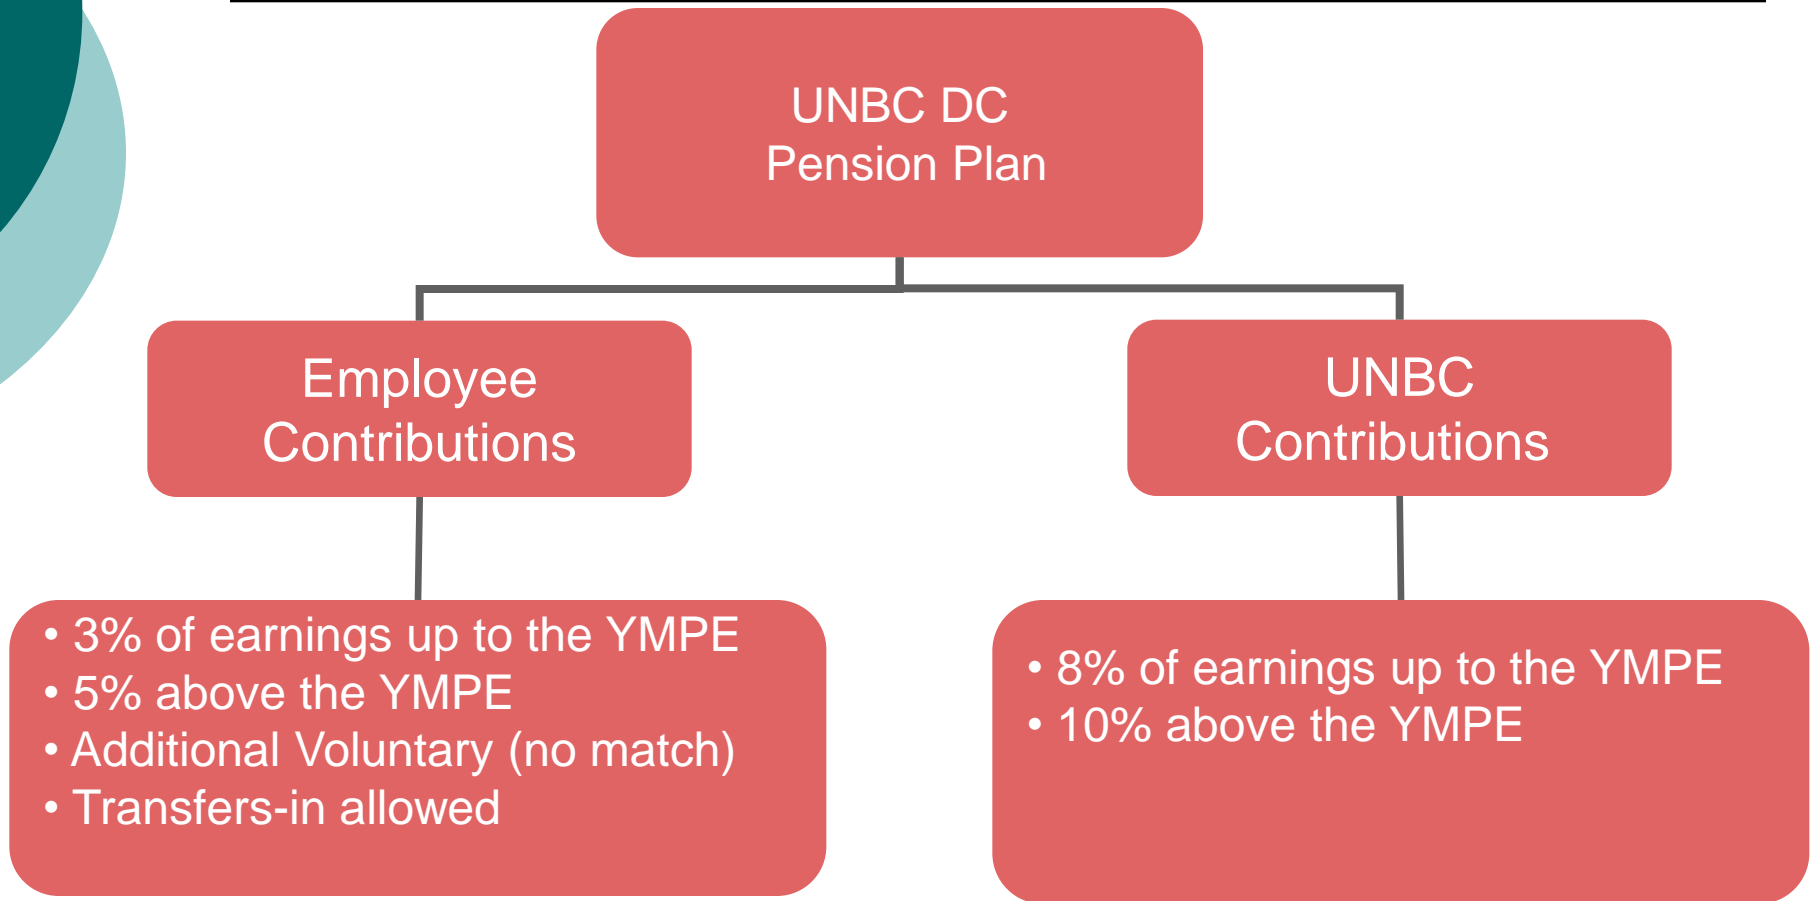 UNBC DC
Pension Plan
Employee
Contributions
UNBC
Contributions
• 3% of earnings up to the YMPE
• 5% above the YMPE
• Additional Voluntary (no match)
• Transfers-in allowed
• 8% of earnings up to the YMPE
• 10% above the YMPE